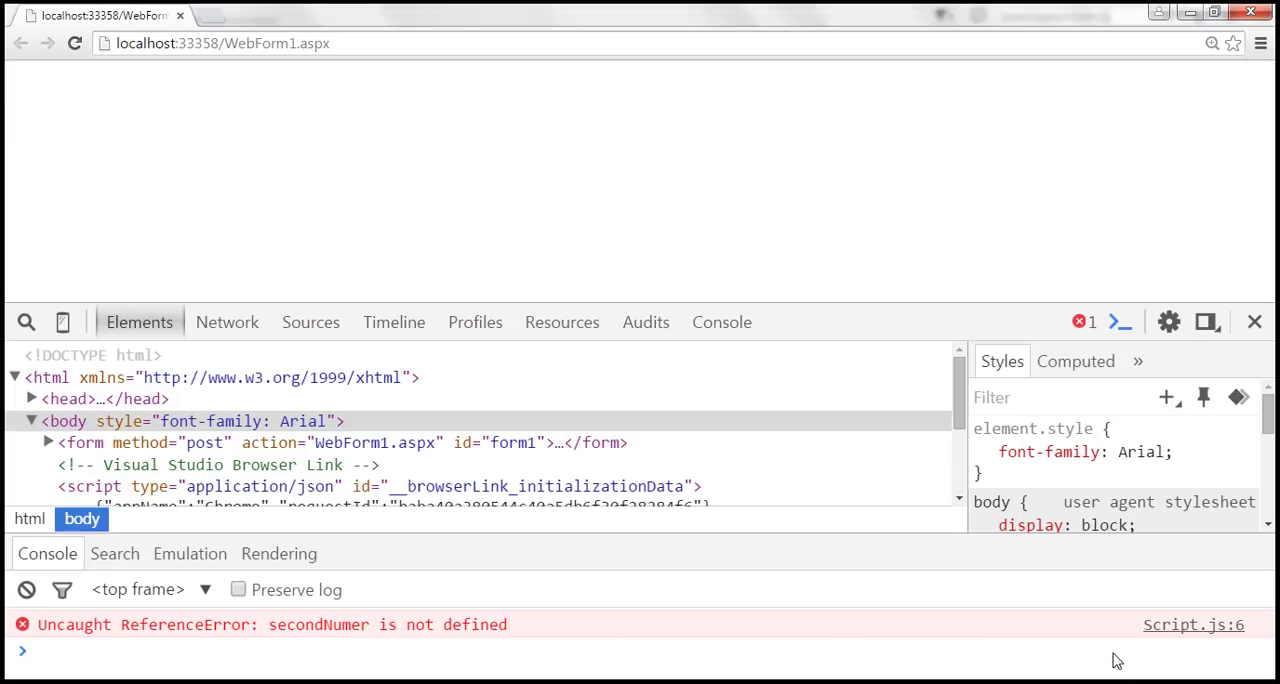 localhost:33358/WebForm
localhost:33358/WebForm1.aspx
Elements Network Sources Timeline Profiles Resources Audits Console 1
<!DOCTYPE html>
<html xmlns="http://www.w3.org/1999/xhtml">
<head>…</head>
<body style="font-family: Arial">
<form method="post" action="WebForm1.aspx" id="form1">…</form>
<!-- Visual Studio Browser Link -->
<script type="application/json" id="__browserLink_initializationData">
{"appName":"Chrome","requestId":
html body
Styles Computed »
Filter
element.style {
font-family: Arial;
}
body { user agent stylesheet
display: block;
Console Search Emulation Rendering
<top frame> ▼ Preserve log
Uncaught ReferenceError: secondNumer is not defined Script.js:6
>